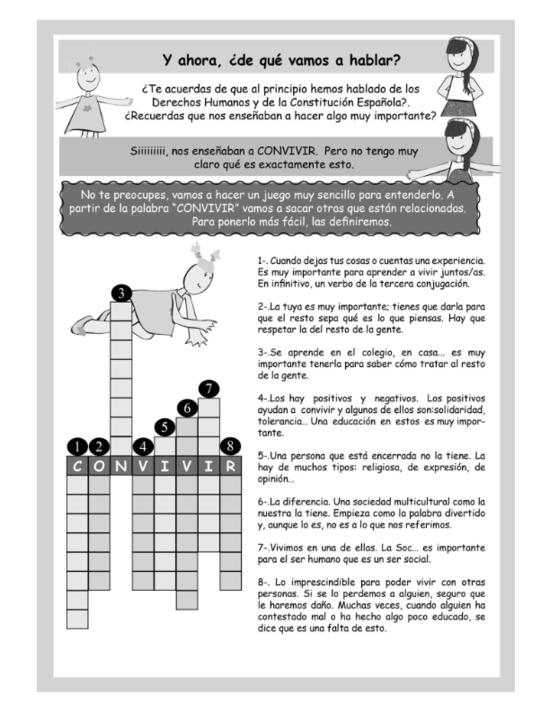 Y ahora, ¿de qué vamos a hablar?
¿Te acuerdas de que al principio hemos hablado de los
Derechos Humanos y de la Constitución Española?.
¿Recuerdas que nos enseñaban a hacer algo muy importante?
Siiiiiiiii, nos enseñaban a CONVIVIR. Pero no tengo muy
claro qué es exactamente esto.
No te preocupes, vamos a hacer un juego muy sencillo para entenderlo. A
partir de la palabra “CONVIVIR” vamos a sacar otras que están relacionadas.
Para ponerlo más fácil, las definiremos.
1-. Cuando dejas tus cosas o cuentas una experiencia.
Es muy importante para aprender a vivir juntos/as.
En infinitivo, un verbo de la tercera conjugación.
2-.La tuya es muy importante; tienes que darla para
que el resto sepa qué es lo que piensas. Hay que
respetar la del resto de la gente.
3-.Se aprende en el colegio, en casa... es muy
importante tenerla para saber cómo tratar al resto
de la gente.
4-.Los hay positivos y negativos. Los positivos
ayudan a convivir y algunos de ellos son:solidaridad,
tolerancia... Una educación en estos es muy impor-
tante.
5-.Una persona que está encerrada no la tiene. La
hay de muchos tipos: religiosa, de expresión, de
opinión...
6-.La diferencia. Una sociedad multicultural como la
nuestra la tiene. Empieza como la palabra divertido
y, aunque lo es, no es a lo que nos referimos.
7-.Vivimos en una de ellas. La Soc... es importante
para el ser humano que es un ser social.
8-. Lo imprescindible para poder vivir con otras
personas. Si se lo perdemos a alguien, seguro que
le haremos daño. Muchas veces, cuando alguien ha
contestado mal o ha hecho algo poco educado, se
dice que es una falta de esto.
3
7
6
5
1 2 4 8
C O N V I V I R